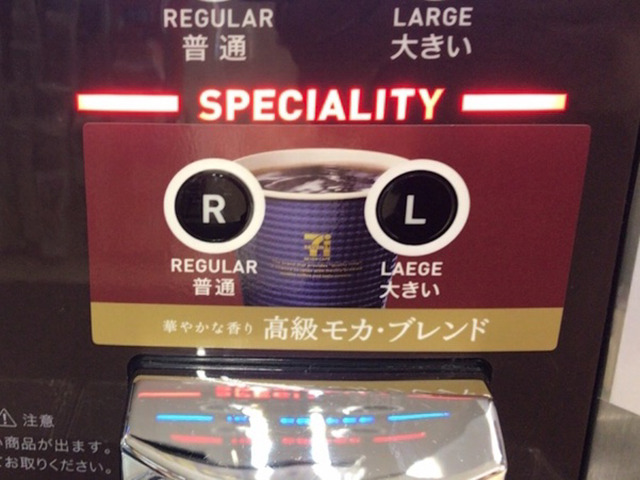 REGULAR LARGE
普通 大きい
SPECIALITY
R L
REGULAR LAEGE
普通 大きい
華やかな香り 高級モカ・ブレンド
⚠ 注意
い商品が出ます。
てお取りください。